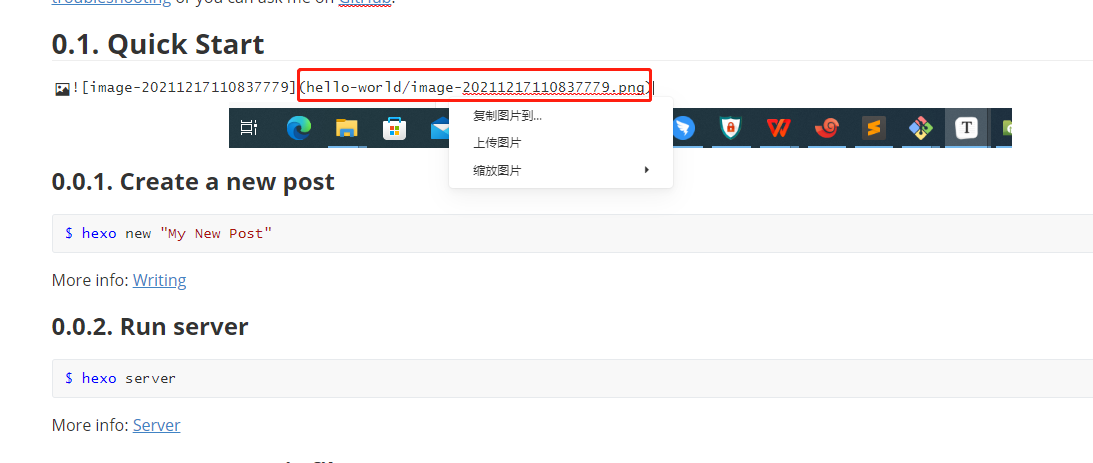 troubleshooting or you can ask me on GitHub.
0.1. Quick Start
![image-20211217110837779](hello-world/image-20211217110837779.png)
复制图片到...
上传图片
缩放图片
T
0.0.1. Create a new post
$ hexo new "My New Post"
More info: Writing
0.0.2. Run server
$ hexo server
More info: Server